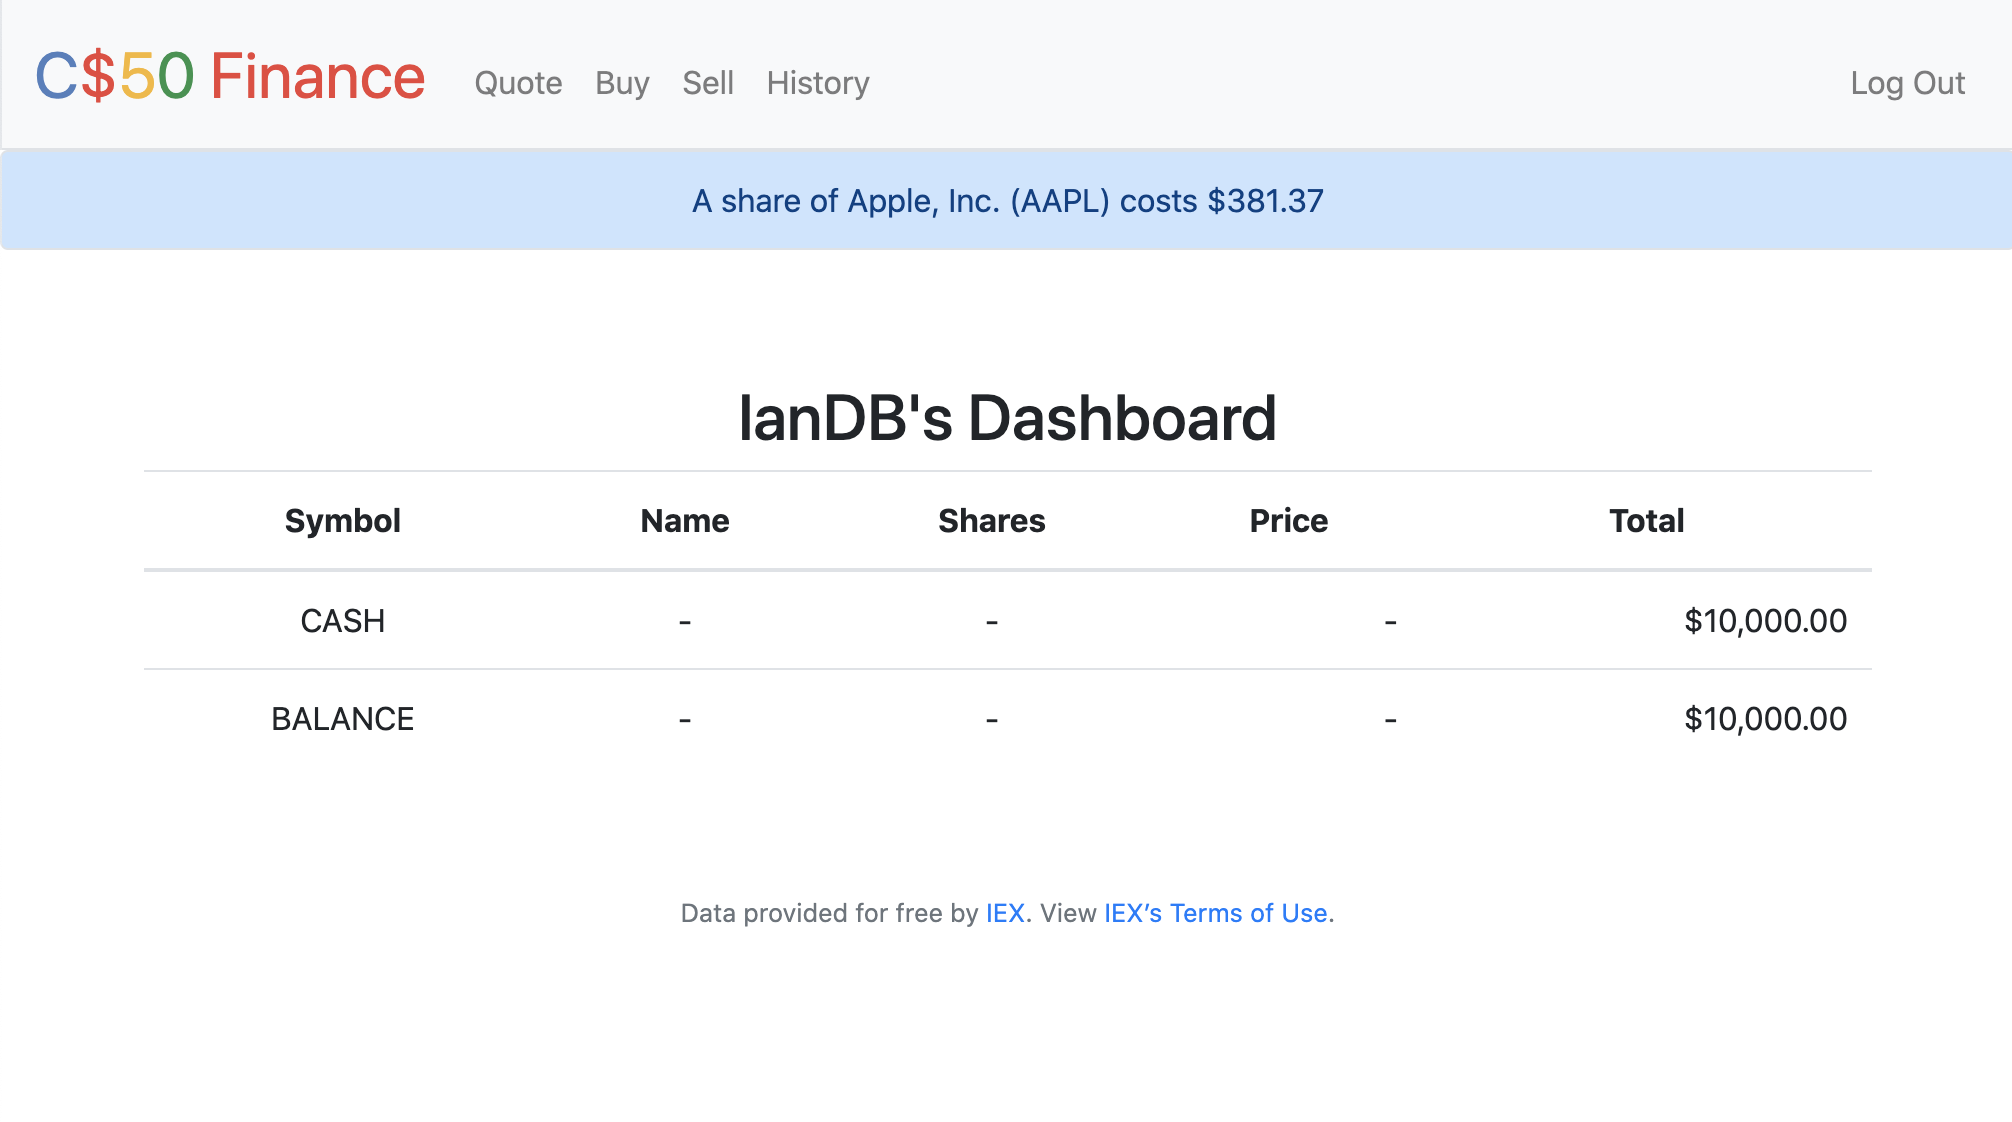 C$50 Finance Quote Buy Sell History Log Out
A share of Apple, Inc. (AAPL) costs $381.37
IanDB's Dashboard
Symbol Name Shares Price Total
CASH - - - $10,000.00
BALANCE - - - $10,000.00
Data provided for free by IEX. View IEX’s Terms of Use.